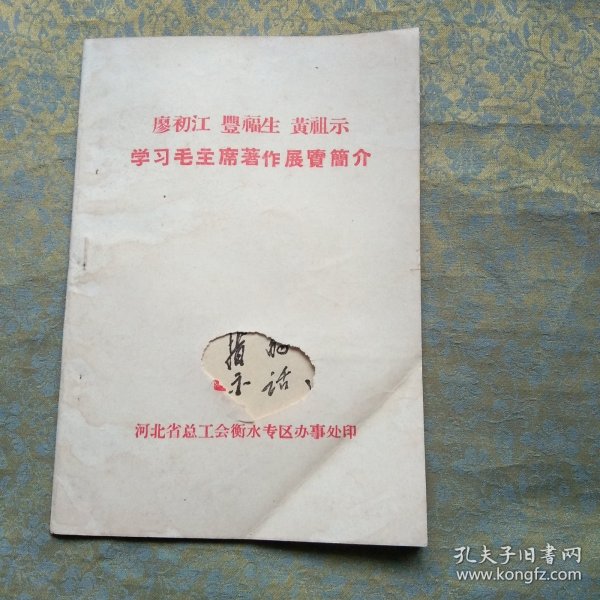 廖初江 豐福生 黃祖示
学习毛主席著作展覽簡介
指
示 話、
河北省总工会衡水专区办事处印
孔夫子旧书网
www.kongfz.com